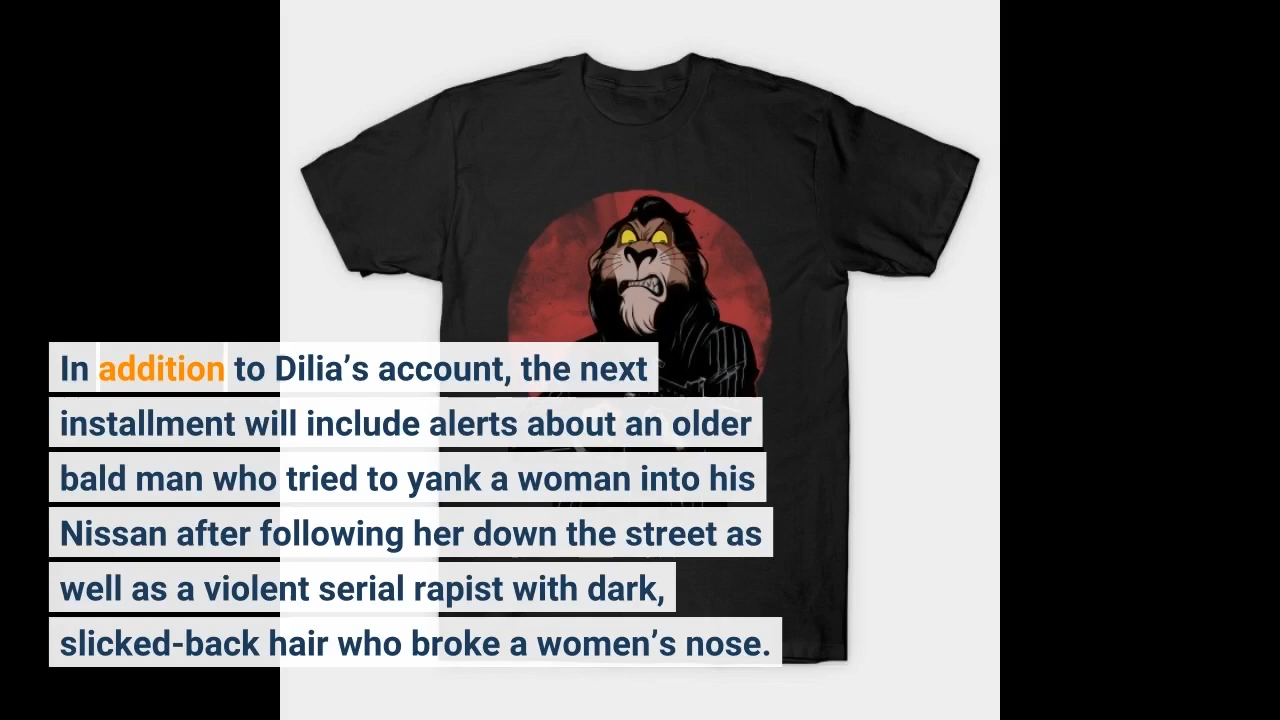 In addition to Dilia’s account, the next
installment will include alerts about an older
bald man who tried to yank a woman into his
Nissan after following her down the street as
well as a violent serial rapist with dark,
slicked-back hair who broke a women’s nose.